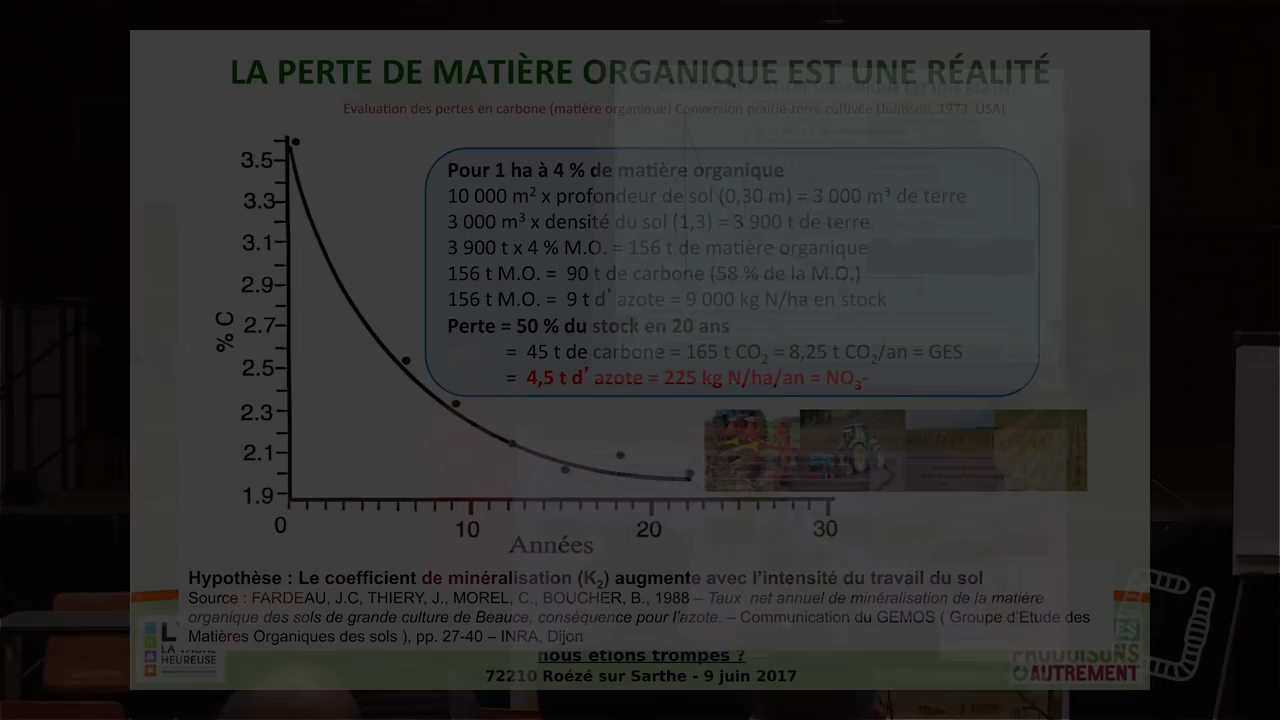 LA PERTE DE MATIÈRE ORGANIQUE EST UNE RÉALITÉ
Evaluation des pertes en carbone (matière organique) Conversion prairie-terre cultivée (Johnson, 1973, USA)
% C
3.5
3.3
3.1
2.9
2.7
2.5
2.3
2.1
1.9
0
10
20
30
Années
Pour 1 ha à 4 % de matière organique
10 000 m² x profondeur de sol (0,30 m) = 3 000 m³ de terre
3 000 m³ x densité du sol (1,3) = 3 900 t de terre
3 900 t x 4 % M.O. = 156 t de matière organique
156 t M.O. = 90 t de carbone (58 % de la M.O.)
156 t M.O. = 9 t d' azote = 9 000 kg N/ha en stock
Perte = 50 % du stock en 20 ans
= 45 t de carbone = 165 t CO₂ = 8,25 t CO₂/an = GES
= 4,5 t d' azote = 225 kg N/ha/an = NO₃-
Hypothèse : Le coefficient de minéralisation (K₂) augmente avec l'intensité du travail du sol
Source : FARDEAU, J.C, THIERY, J., MOREL, C., BOUCHER, B., 1988 – Taux net annuel de minéralisation de la matière
organique des sols de grande culture de Beauce, conséquence pour l'azote. – Communication du GEMOS ( Groupe d'Etude des
Matières Organiques des sols ), pp. 27-40 – INRA, Dijon
LA VACHE
HEUREUSE
nous étions trompés ?
72210 Roézé sur Sarthe - 9 juin 2017
PRODUISONS
AUTREMENT